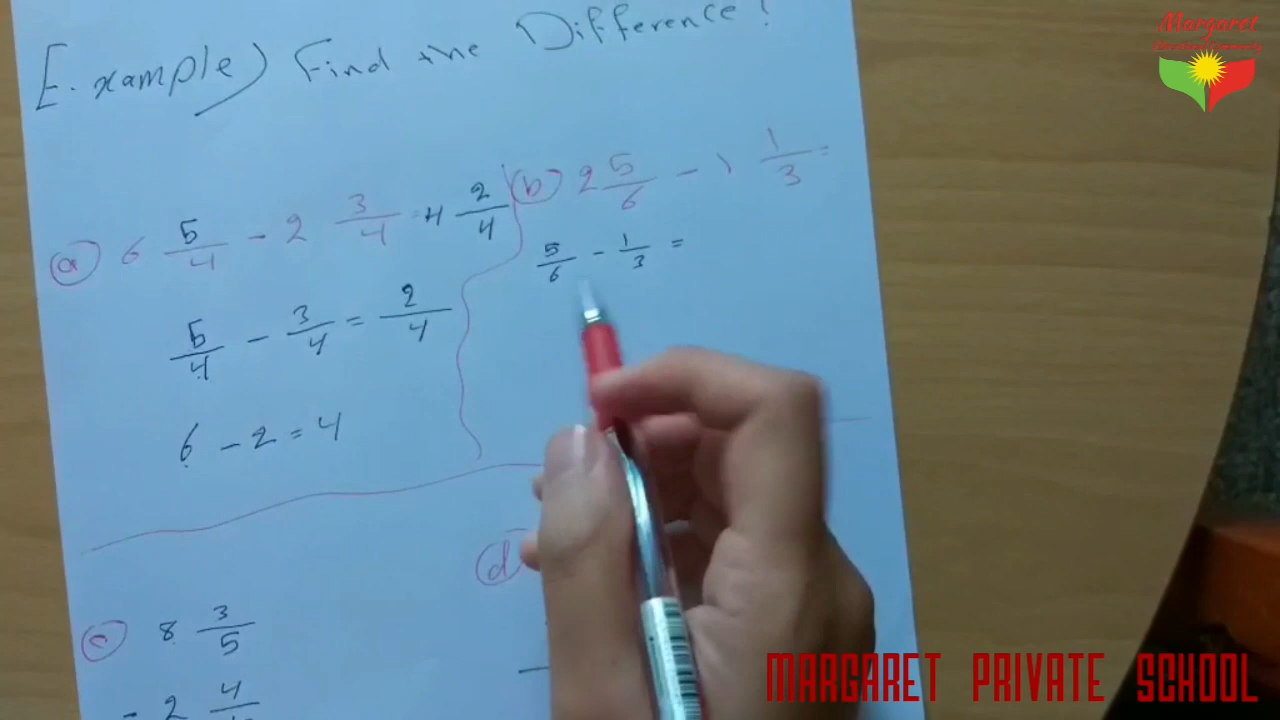 Margaret
E.xample) Find the Difference!
(a) 6 5/4 - 2 3/4 = 4 2/4
5/4 - 3/4 = 2/4
6 - 2 = 4
(b) 2 5/6 - 1 1/3 =
5/6 - 1/3 =
8 3/5
- 2 4/
(d)
MARGARET PRIVATE SCHOOL